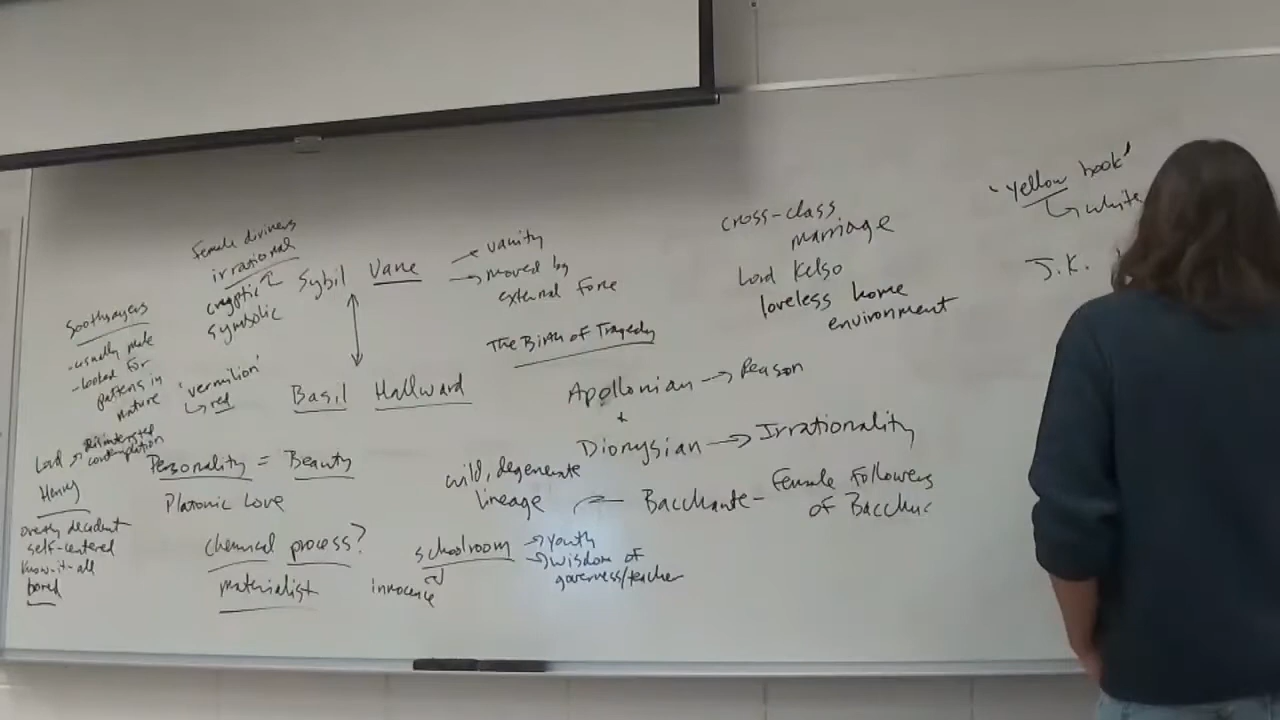 Soothsayers
- usually male
- looked for
patterns in
nature
Female diviners
irrational
cryptic
symbolic
Sybil Vane
→ vanity
→ moved by
external force
'vermilion'
↳ red
Basil Hallward
Lord → disinterested
contemplation
Henry
overly decadent
self-centered
know-it-all
bored
Personality = Beauty
Platonic Love
chemical process?
materialist
The Birth of Tragedy
Apollonian → Reason
+
Dionysian → Irrationality
wild, degenerate
lineage
Bacchante - Female Followers
of Bacchus
schoolroom → youth
→ wisdom of
governess/teacher
innocence
cross-class
marriage
Lord Kelso
loveless home
environment
'yellow book'
↳ white
J.K.